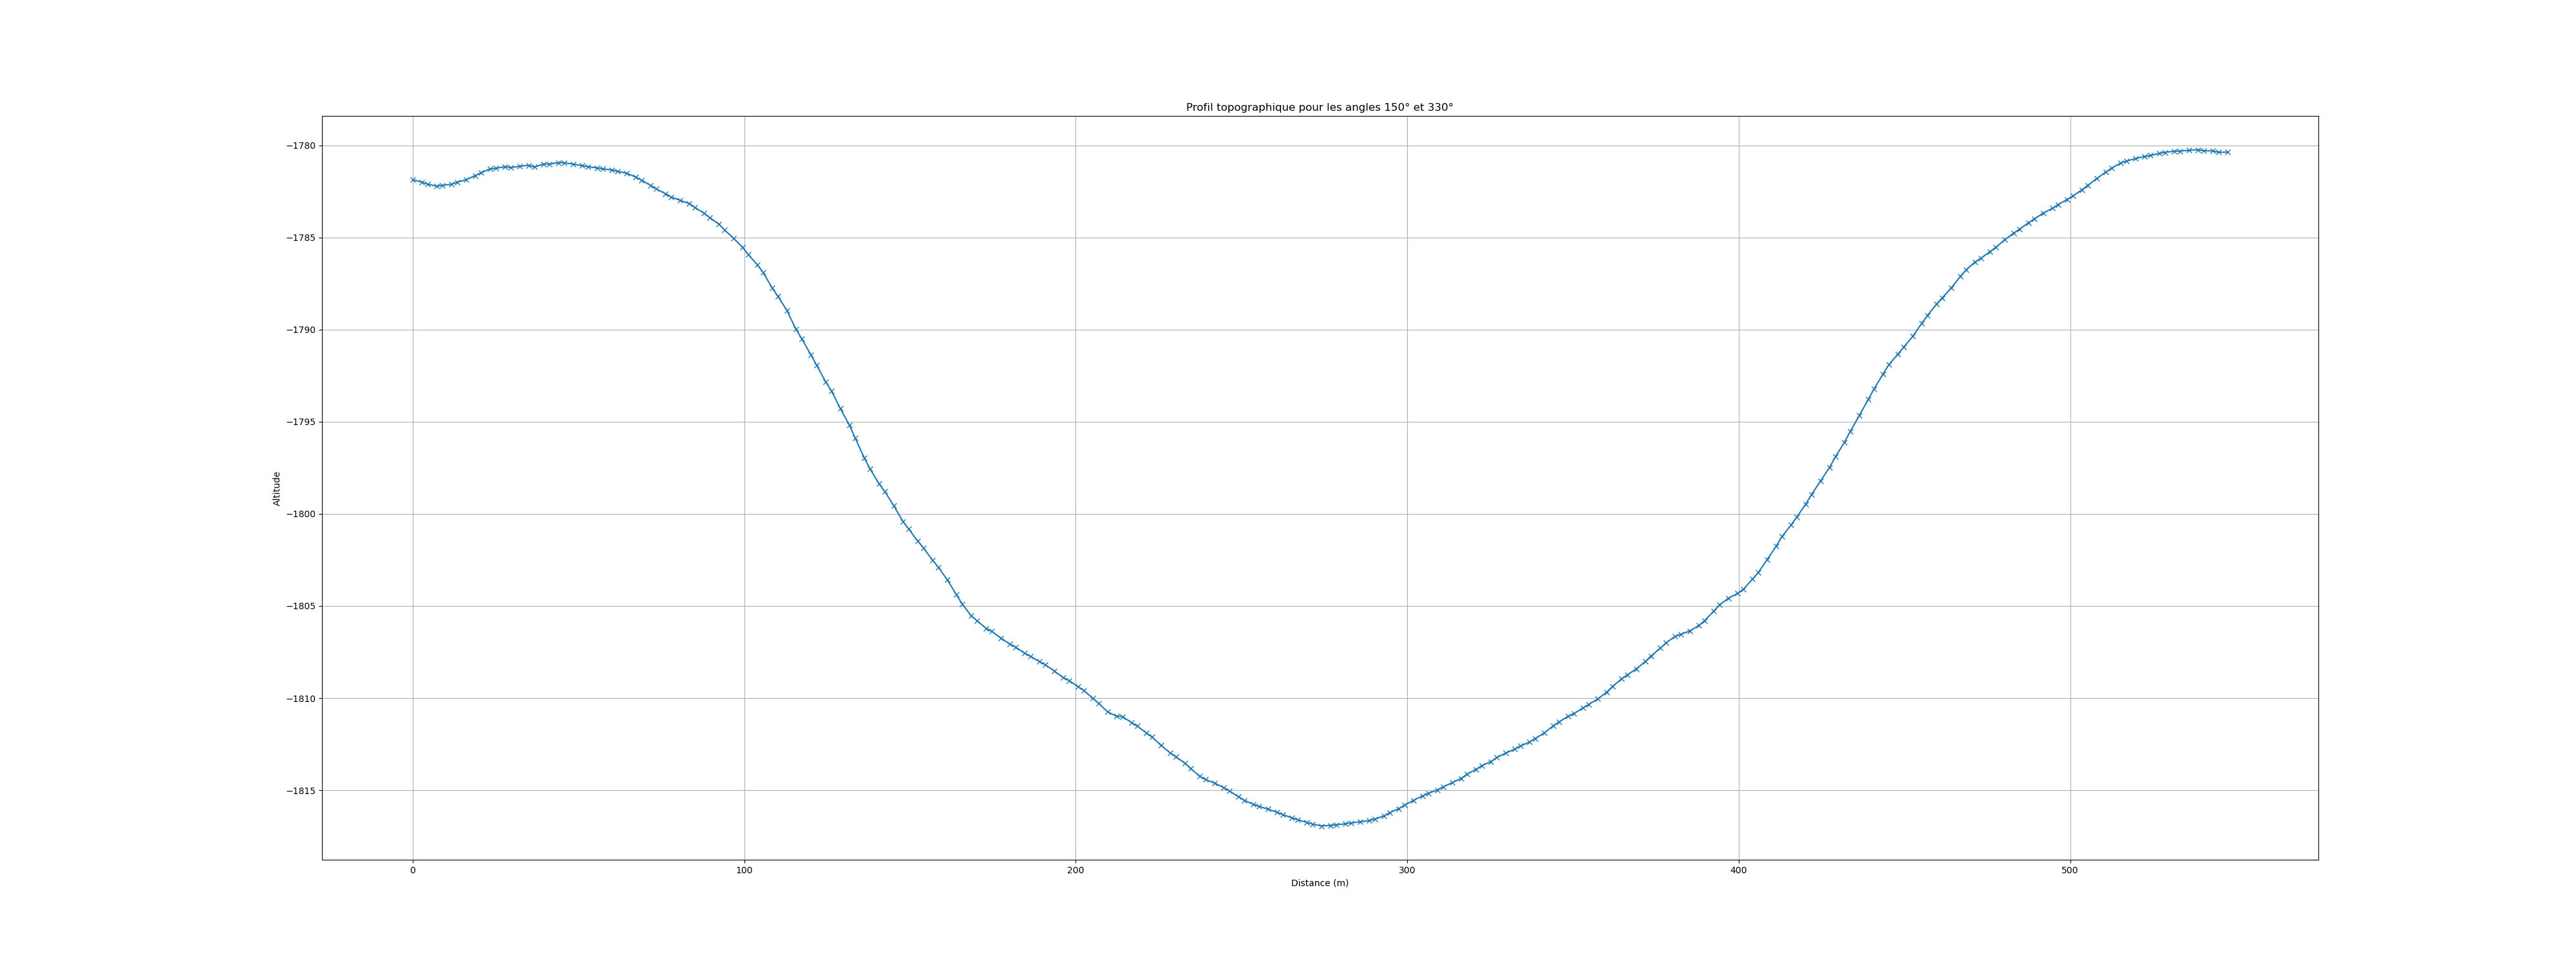 Profil topographique pour les angles 150° et 330°
−1780
−1785
−1790
−1795
−1800
−1805
−1810
−1815
Altitude
0 100 200 300 400 500
Distance (m)